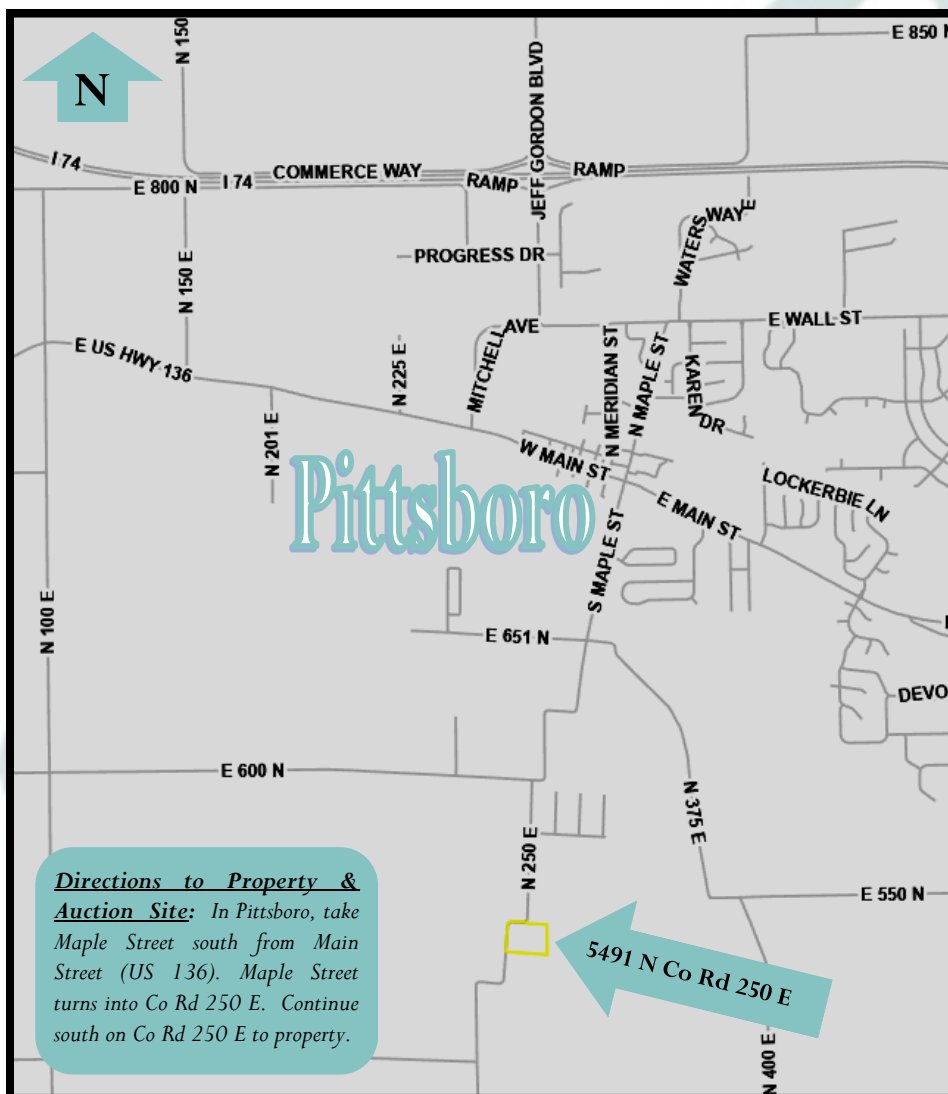 N 150
E 850 N
N
JEFF GORDON BLVD
I 74
COMMERCE WAY
RAMP
E 800 N
I 74
RAMP
WATERS WAY E
PROGRESS DR
N 150 E
E WALL ST
MITCHELL AVE
E US HWY 136
N 225 E
N MERIDIAN ST
N MAPLE ST
KAREN DR
N 201 E
W MAIN ST
Pittsboro
LOCKERBIE LN
E MAIN ST
S MAPLE ST
N 100 E
E 651 N
E 600 N
N 375 E
N 250 E
E 550 N
Directions to Property &
Auction Site: In Pittsboro, take
Maple Street south from Main
Street (US 136). Maple Street
turns into Co Rd 250 E. Continue
south on Co Rd 250 E to property.
5491 N Co Rd 250 E
N 400 E